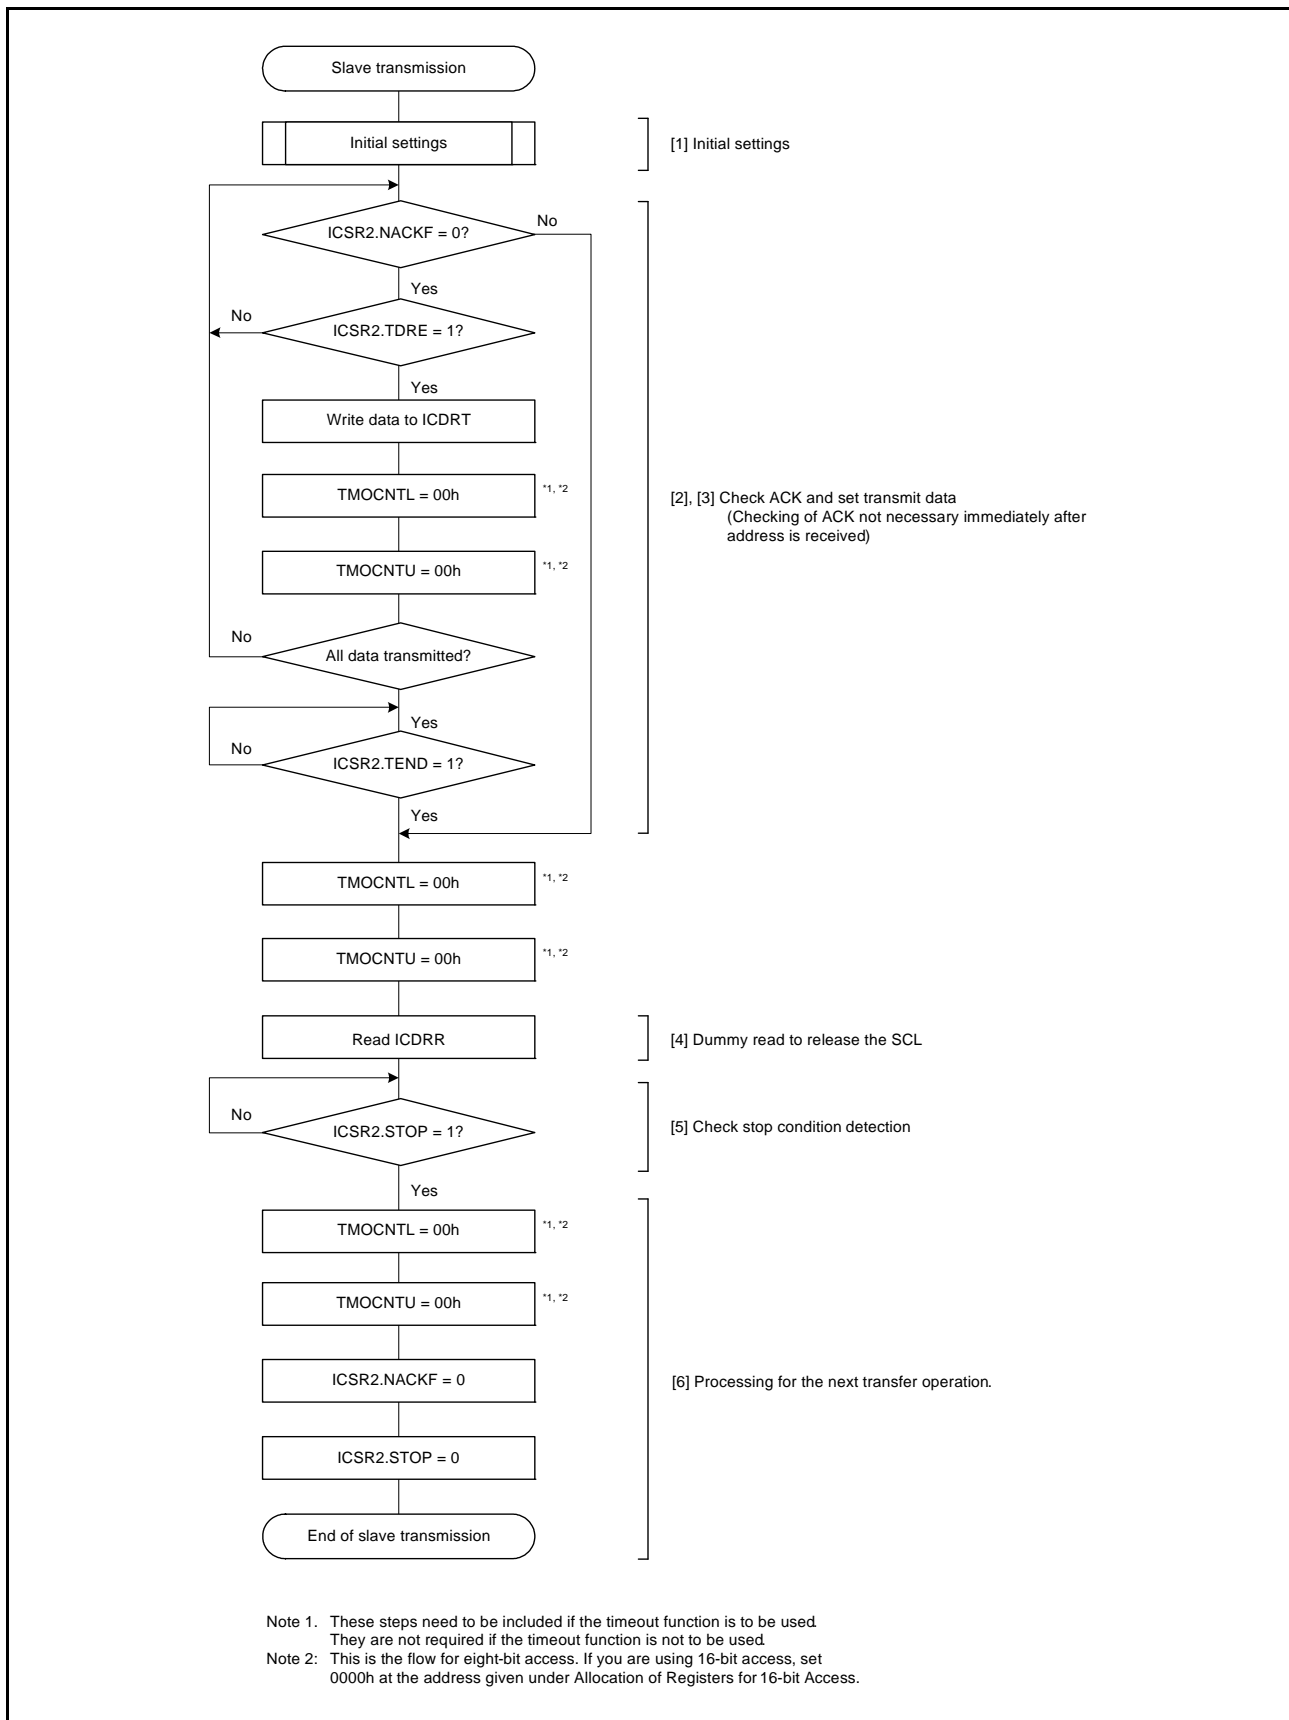 Slave transmission
Initial settings
[1] Initial settings
ICSR2.NACKF = 0?
No
Yes
No
ICSR2.TDRE = 1?
Yes
Write data to ICDRT
TMOCNTL = 00h
*1, *2
[2], [3] Check ACK and set transmit data
(Checking of ACK not necessary immediately after
address is received)
TMOCNTU = 00h
*1, *2
No
All data transmitted?
Yes
No
ICSR2.TEND = 1?
Yes
TMOCNTL = 00h
*1, *2
TMOCNTU = 00h
*1, *2
Read ICDRR
[4] Dummy read to release the SCL
No
ICSR2.STOP = 1?
[5] Check stop condition detection
Yes
TMOCNTL = 00h
*1, *2
TMOCNTU = 00h
*1, *2
ICSR2.NACKF = 0
[6] Processing for the next transfer operation.
ICSR2.STOP = 0
End of slave transmission
Note 1. These steps need to be included if the timeout function is to be used.
They are not required if the timeout function is not to be used.
Note 2: This is the flow for eight-bit access. If you are using 16-bit access, set
0000h at the address given under Allocation of Registers for 16-bit Access.